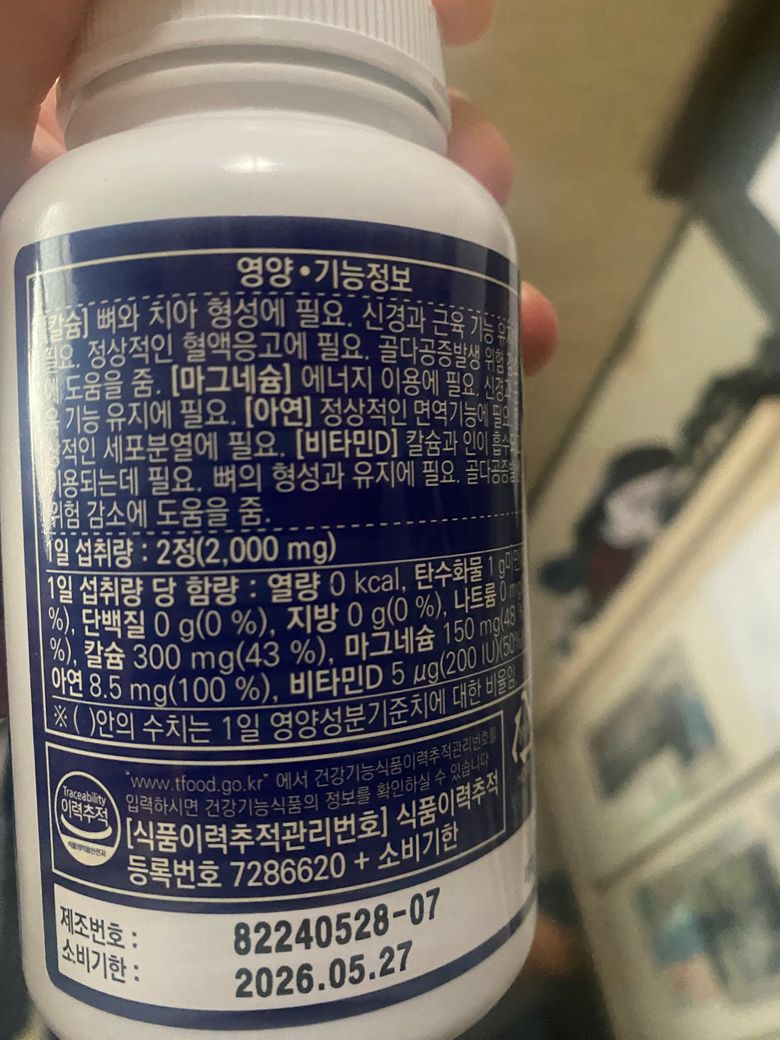 영양•기능정보
[칼슘] 뼈와 치아 형성에 필요. 신경과 근육 기능 유지
필요. 정상적인 혈액응고에 필요. 골다공증발생 위험
도움을 줌. [마그네슘] 에너지 이용에 필요. 신경과
기능 유지에 필요. [아연] 정상적인 면역기능에 필요.
상적인 세포분열에 필요. [비타민D] 칼슘과 인이 흡수
이용되는데 필요. 뼈의 형성과 유지에 필요. 골다공증발
위험 감소에 도움을 줌.
1일 섭취량 : 2정(2,000 mg)
1일 섭취량 당 함량 : 열량 0 kcal, 탄수화물 1 g미만
%), 단백질 0 g(0 %), 지방 0 g(0 %), 나트륨 0 mg
%), 칼슘 300 mg(43 %), 마그네슘 150 mg(48
아연 8.5 mg(100 %), 비타민D 5 µg(200 IU)(50%
※ ( )안의 수치는 1일 영양성분기준치에 대한 비율임
Traceability
이력추적
식품의약품안전처
"www.tfood.go.kr" 에서 건강기능식품이력추적관리번호를
입력하시면 건강기능식품의 정보를 확인하실 수 있습니다
[식품이력추적관리번호] 식품이력추적
등록번호 7286620 + 소비기한
제조번호 : 82240528-07
소비기한 : 2026.05.27